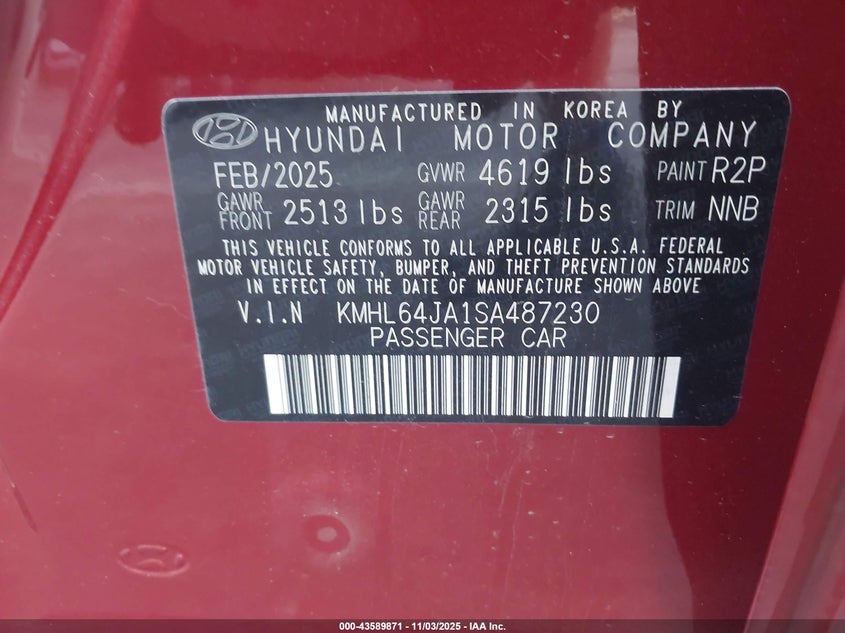 MANUFACTURED IN KOREA BY
HYUNDAI MOTOR COMPANY
FEB/2025 GVWR 4619 lbs PAINT R2P
GAWR FRONT 2513 lbs GAWR REAR 2315 lbs TRIM NNB
THIS VEHICLE CONFORMS TO ALL APPLICABLE U.S.A. FEDERAL
MOTOR VEHICLE SAFETY, BUMPER, AND THEFT PREVENTION STANDARDS
IN EFFECT ON THE DATE OF MANUFACTURE SHOWN ABOVE
V.I.N KMHL64JA1SA487230
PASSENGER CAR
000-43589871 - 11/03/2025 - IAA Inc.